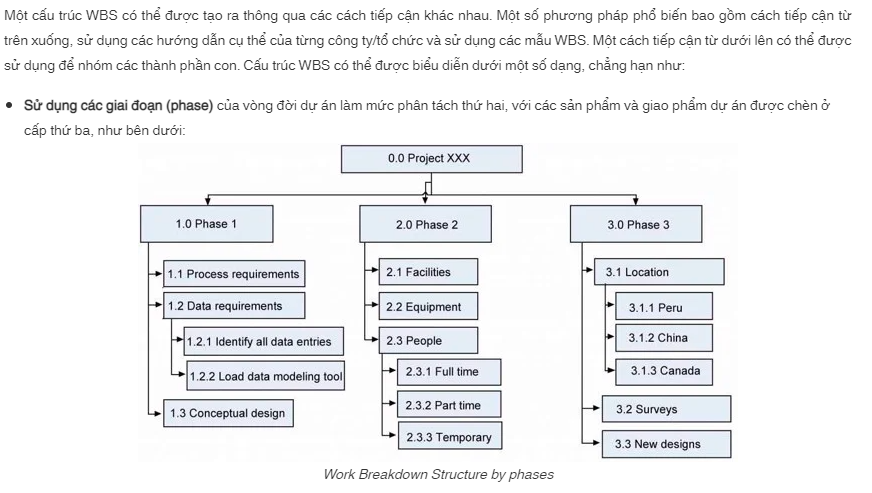 Một cấu trúc WBS có thể được tạo ra thông qua các cách tiếp cận khác nhau. Một số phương pháp phổ biến bao gồm cách tiếp cận từ
trên xuống, sử dụng các hướng dẫn cụ thể của từng công ty/tổ chức và sử dụng các mẫu WBS. Một cách tiếp cận từ dưới lên có thể được
sử dụng để nhóm các thành phần con. Cấu trúc WBS có thể được biểu diễn dưới một số dạng, chẳng hạn như:
• Sử dụng các giai đoạn (phase) của vòng đời dự án làm mức phân tách thứ hai, với các sản phẩm và giao phẩm dự án được chèn ở
cấp thứ ba, như bên dưới:
0.0 Project XXX
1.0 Phase 1
1.1 Process requirements
1.2 Data requirements
1.2.1 Identify all data entries
1.2.2 Load data modeling tool
1.3 Conceptual design
2.0 Phase 2
2.1 Facilities
2.2 Equipment
2.3 People
2.3.1 Full time
2.3.2 Part time
2.3.3 Temporary
3.0 Phase 3
3.1 Location
3.1.1 Peru
3.1.2 China
3.1.3 Canada
3.2 Surveys
3.3 New designs
Work Breakdown Structure by phases